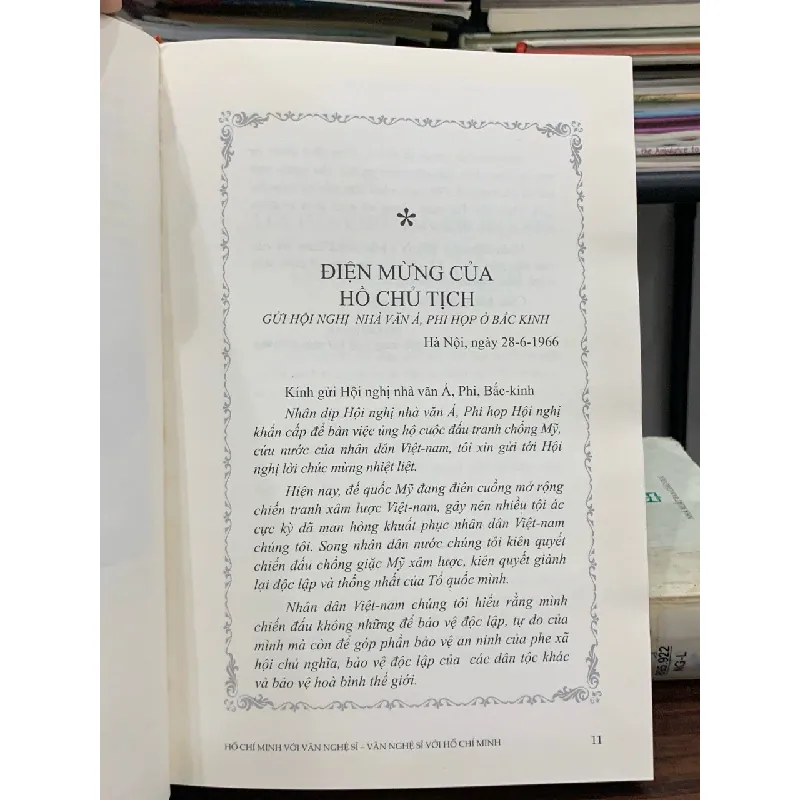 *
ĐIỆN MỪNG CỦA
HỒ CHỦ TỊCH
GỬI HỘI NGHỊ NHÀ VĂN Á, PHI HỌP Ở BẮC KINH
Hà Nội, ngày 28-6-1966
Kính gửi Hội nghị nhà văn Á, Phi, Bắc-kinh
Nhân dịp Hội nghị nhà văn Á, Phi họp Hội nghị
khẩn cấp để bàn việc ủng hộ cuộc đấu tranh chống Mỹ,
cứu nước của nhân dân Việt-nam, tôi xin gửi tới Hội
nghị lời chúc mừng nhiệt liệt.
Hiện nay, đế quốc Mỹ đang điên cuồng mở rộng
chiến tranh xâm lược Việt-nam, gây nên nhiều tội ác
cực kỳ dã man hòng khuất phục nhân dân Việt-nam
chúng tôi. Song nhân dân nước chúng tôi kiên quyết
chiến đấu chống giặc Mỹ xâm lược, kiên quyết giành
lại độc lập và thống nhất của Tổ quốc mình.
Nhân dân Việt-nam chúng tôi hiểu rằng mình
chiến đấu không những để bảo vệ độc lập, tự do của
mình mà còn để góp phần bảo vệ an ninh của phe xã
hội chủ nghĩa, bảo vệ độc lập của các dân tộc khác
và bảo vệ hoà bình thế giới.
HỒ CHÍ MINH VỚI VĂN NGHỆ SĨ – VĂN NGHỆ SĨ VỚI HỒ CHÍ MINH 11
922
KG-L